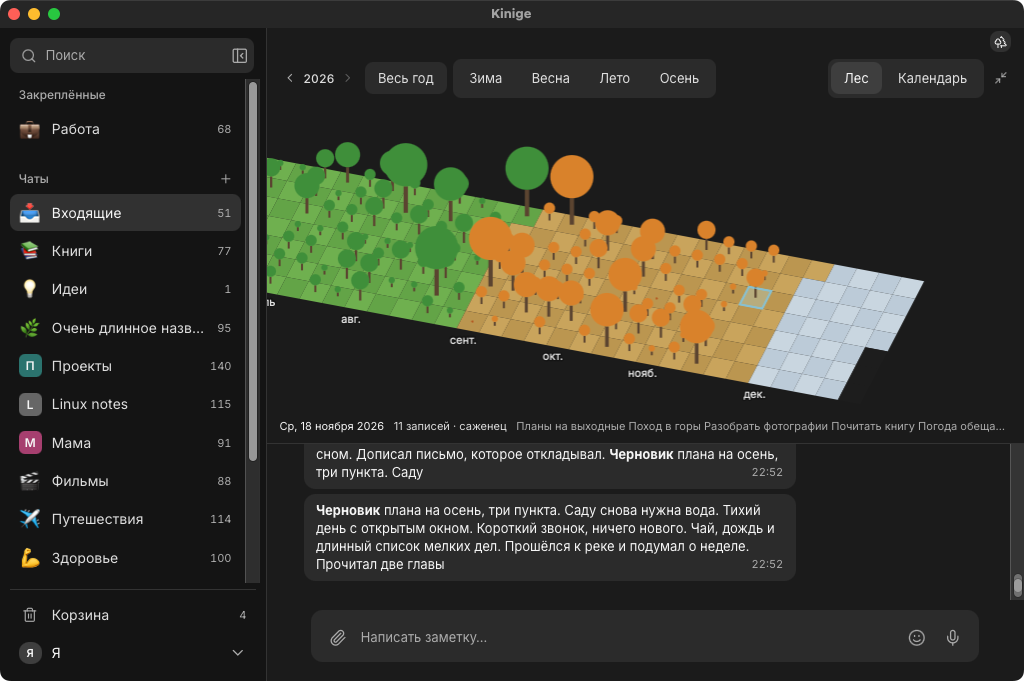 Kinige
Поиск
Закреплённые
Работа 68
Чаты +
Входящие 51
Книги 77
Идеи 1
Очень длинное назв... 95
П Проекты 140
L Linux notes 115
М Мама 91
Фильмы 88
Путешествия 114
Здоровье 100
Корзина 4
Я Я
2026
Весь год
Зима Весна Лето Осень
Лес Календарь
авг.
сент.
окт.
нояб.
дек.
Ср, 18 ноября 2026 11 записей · саженец Планы на выходные Поход в горы Разобрать фотографии Почитать книгу Погода обеща...
сном. Дописал письмо, которое откладывал. Черновик плана на осень,
три пункта. Саду 22:52
Черновик плана на осень, три пункта. Саду снова нужна вода. Тихий
день с открытым окном. Короткий звонок, ничего нового. Чай, дождь и
длинный список мелких дел. Прошёлся к реке и подумал о неделе.
Прочитал две главы 22:52
Написать заметку...